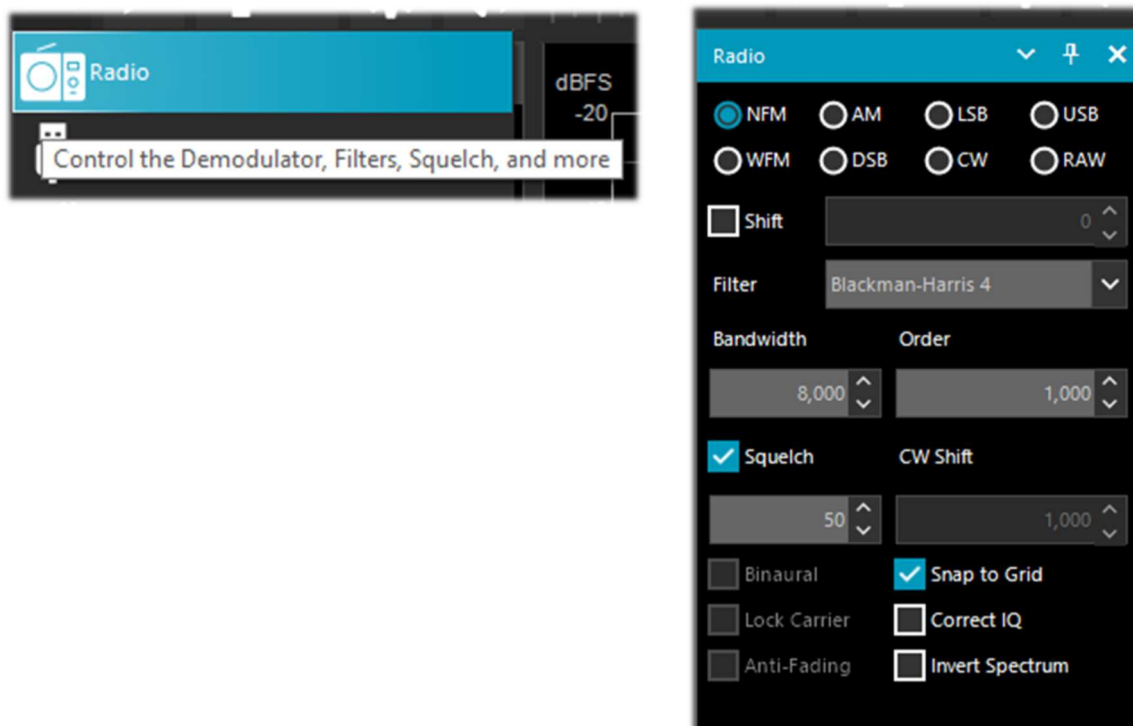 Radio
dBFS
-20
Control the Demodulator, Filters, Squelch, and more
Radio
NFM AM LSB USB
WFM DSB CW RAW
Shift 0
Filter Blackman-Harris 4
Bandwidth Order
8,000 1,000
Squelch CW Shift
50 1,000
Binaural Snap to Grid
Lock Carrier Correct IQ
Anti-Fading Invert Spectrum